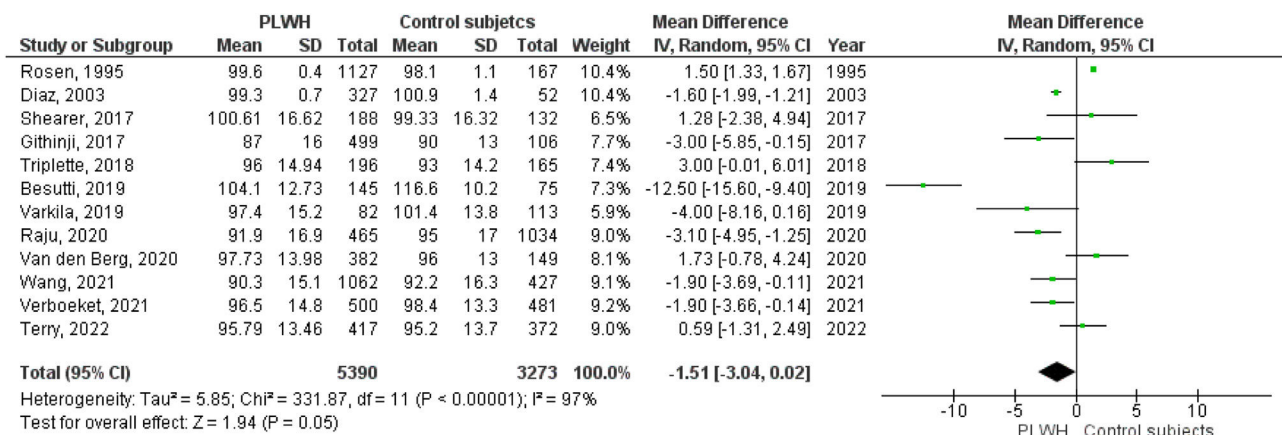 PLWH Control subjetcs Mean Difference Mean Difference
Study or Subgroup Mean SD Total Mean SD Total Weight IV, Random, 95% CI Year IV, Random, 95% CI
Rosen, 1995 99.6 0.4 1127 98.1 1.1 167 10.4% 1.50 [1.33, 1.67] 1995
Diaz, 2003 99.3 0.7 327 100.9 1.4 52 10.4% -1.60 [-1.99, -1.21] 2003
Shearer, 2017 100.61 16.62 188 99.33 16.32 132 6.5% 1.28 [-2.38, 4.94] 2017
Githinji, 2017 87 16 499 90 13 106 7.6% -3.00 [-5.85, -0.15] 2017
Triplette, 2018 96 14.94 196 93 14.2 165 7.4% 3.00 [-0.01, 6.01] 2018
Besutti, 2019 104.1 12.73 145 116.6 10.2 75 7.3% -12.50 [-15.60, -9.40] 2019
Varkila, 2019 97.4 15.2 82 101.4 13.8 113 5.9% -4.00 [-8.16, 0.16] 2019
Raju, 2020 91.9 16.9 465 95 17 1034 9.0% -3.10 [-4.95, -1.25] 2020
Van den Berg, 2020 97.73 13.98 382 96 13 149 8.1% 1.73 [-0.78, 4.24] 2020
Wang, 2021 90.3 15.1 1062 92.2 16.3 427 9.1% -1.90 [-3.69, -0.11] 2021
Verboeket, 2021 96.5 14.8 500 98.4 13.3 481 9.2% -1.90 [-3.66, -0.14] 2021
Terry, 2022 95.79 13.46 417 95.2 13.7 372 9.0% 0.59 [-1.31, 2.49] 2022
Total (95% CI) 5390 3273 100.0% -1.51 [-3.04, 0.02]
Heterogeneity: Tau² = 5.85; Chi² = 331.87, df = 11 (P < 0.00001); I² = 97%
Test for overall effect: Z = 1.94 (P = 0.05)
-10 -5 0 5 10
PLWH Control subjects